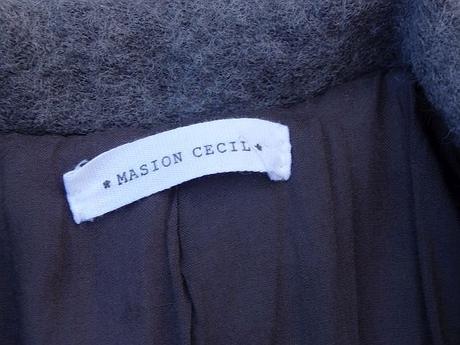 * MASION CECIL *